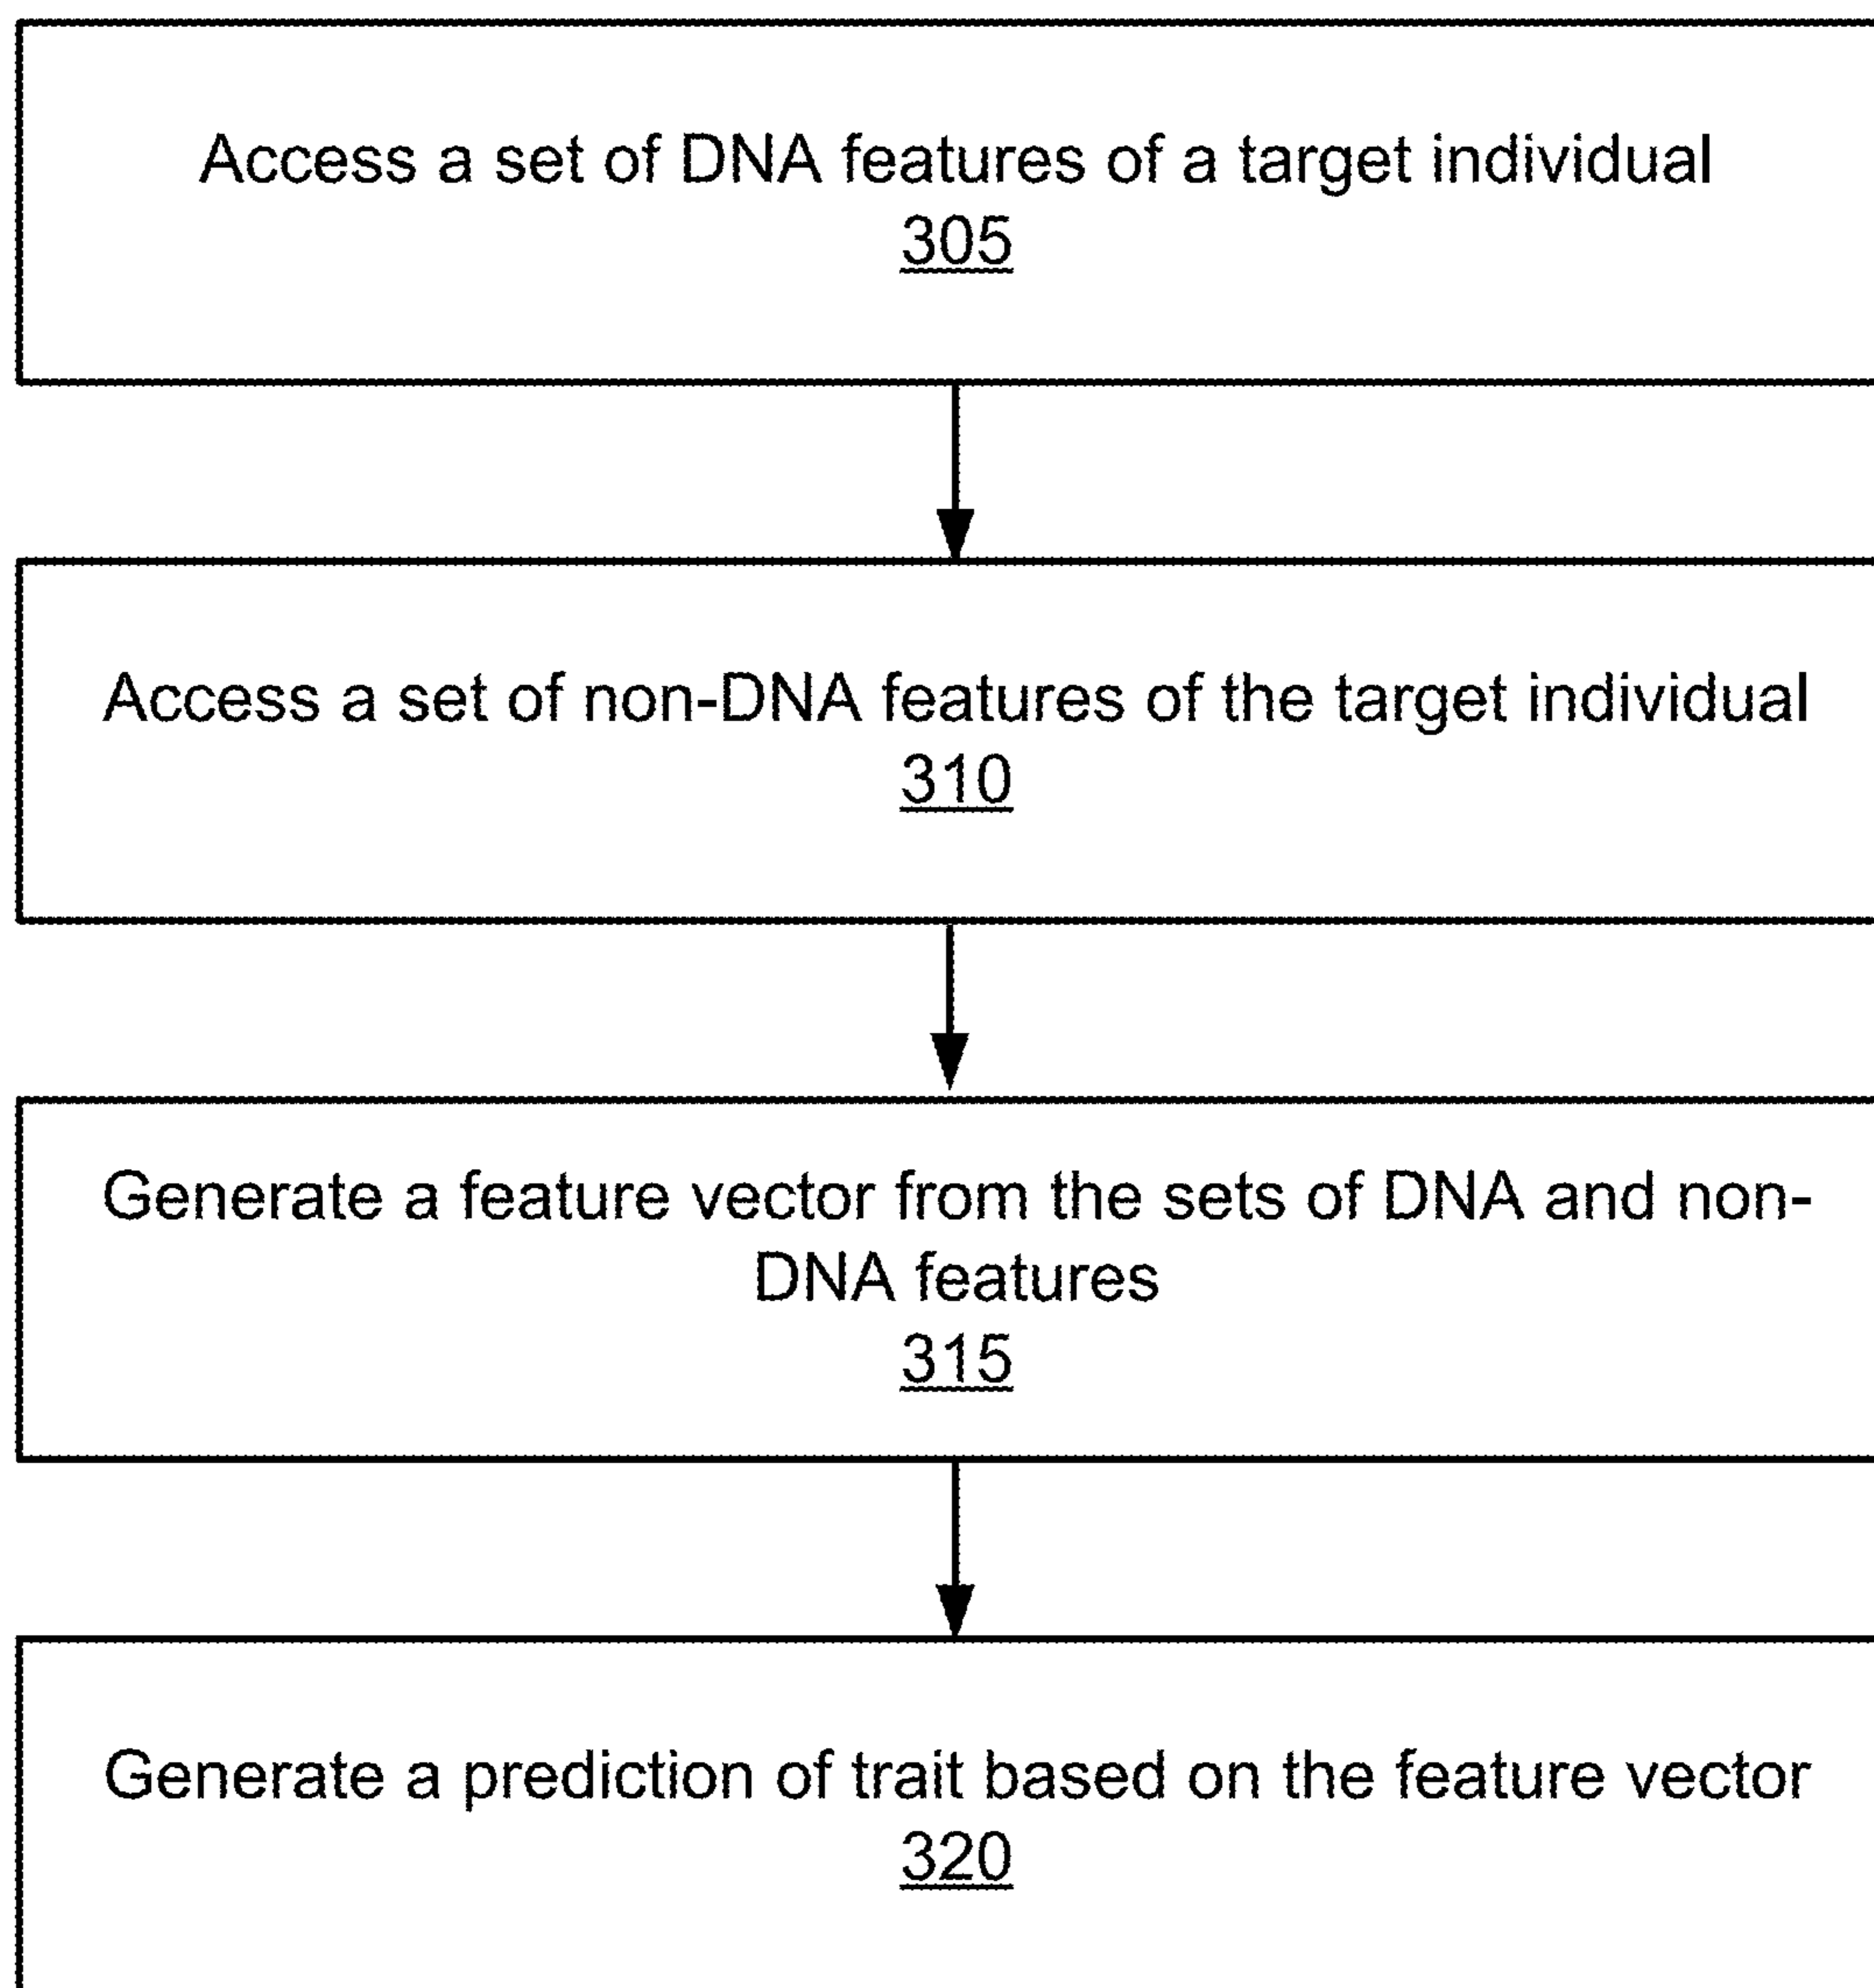 Access a set of DNA features of a target individual
305
Access a set of non-DNA features of the target individual
310
Generate a feature vector from the sets of DNA and non-
DNA features
315
Generate a prediction of trait based on the feature vector
320